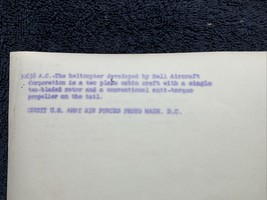 A.C.-The helicopter developed by Bell Aircraft
Corporation is a two place cabin craft with a single
two-bladed rotor and a conventional anti-torque
propeller on the tail.
CREDIT U.S. ARMY AIR FORCES PHOTO WASH. D.C.